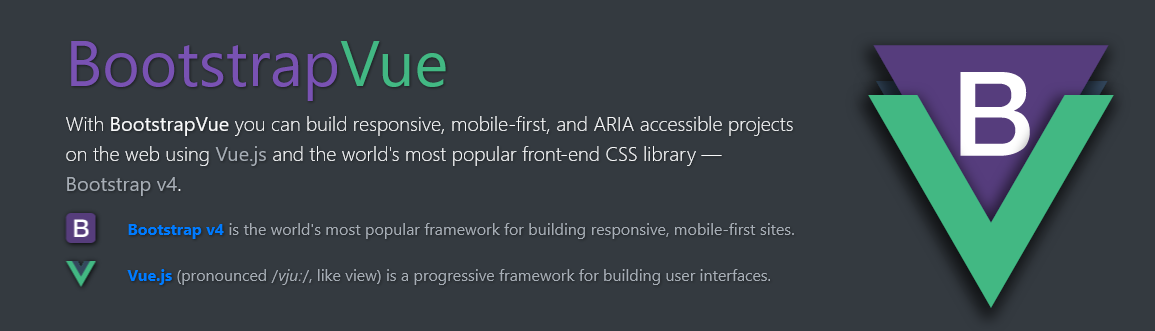 BootstrapVue
With BootstrapVue you can build responsive, mobile-first, and ARIA accessible projects
on the web using Vue.js and the world's most popular front-end CSS library —
Bootstrap v4.
B
Bootstrap v4 is the world's most popular framework for building responsive, mobile-first sites.
Vue.js (pronounced /vjuː/, like view) is a progressive framework for building user interfaces.
B